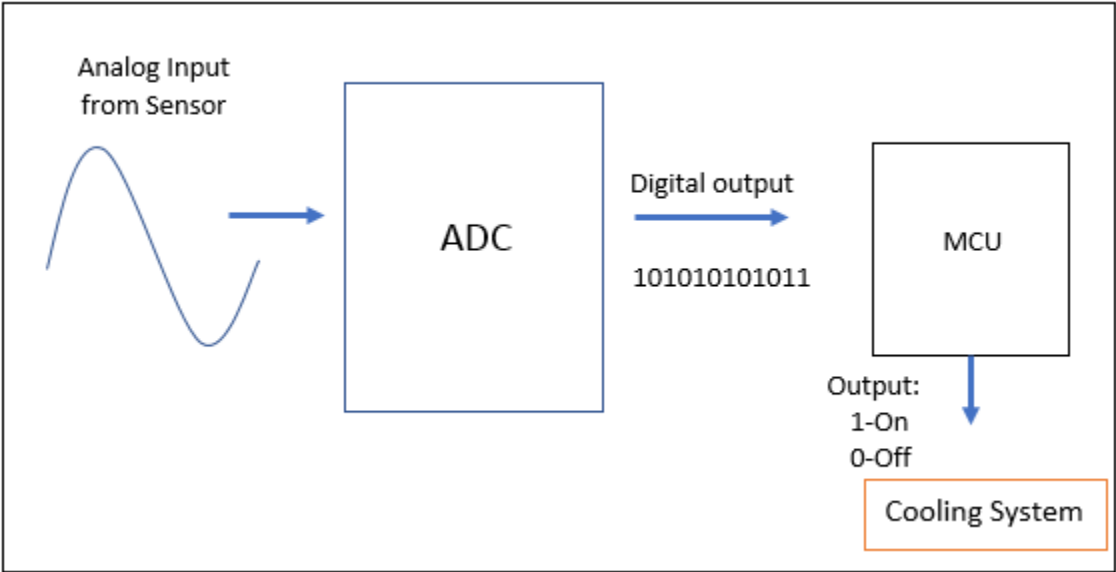 Analog Input
from Sensor
ADC
Digital output
101010101011
MCU
Output:
1-On
0-Off
Cooling System